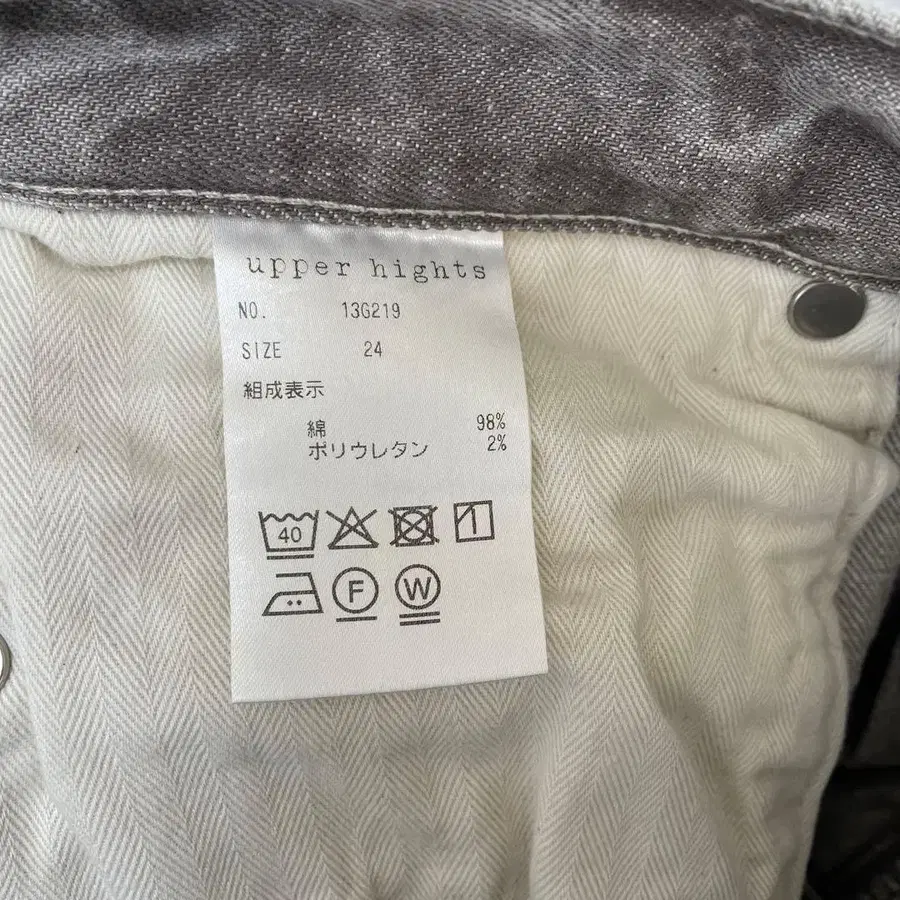 upper hights
NO. 13G219
SIZE 24
組成表示
綿 98%
ポリウレタン 2%
40
F W